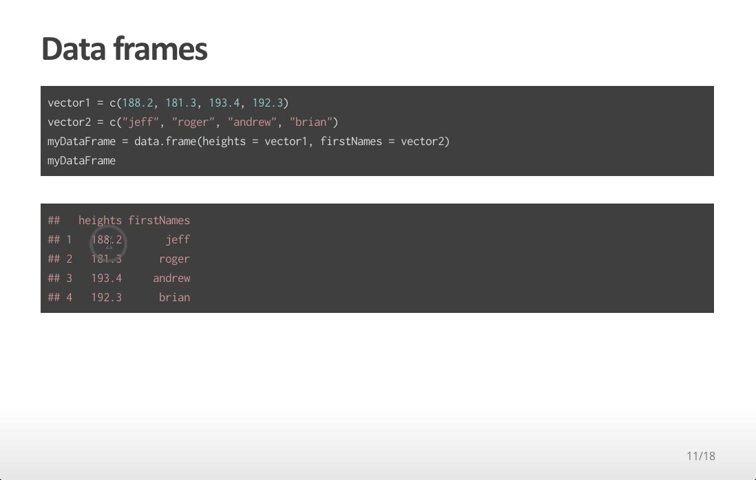 Data frames
vector1 = c(188.2, 181.3, 193.4, 192.3)
vector2 = c("jeff", "roger", "andrew", "brian")
myDataFrame = data.frame(heights = vector1, firstNames = vector2)
myDataFrame
##   heights firstNames
## 1   188.2       jeff
## 2   181.3      roger
## 3   193.4     andrew
## 4   192.3      brian
11/18